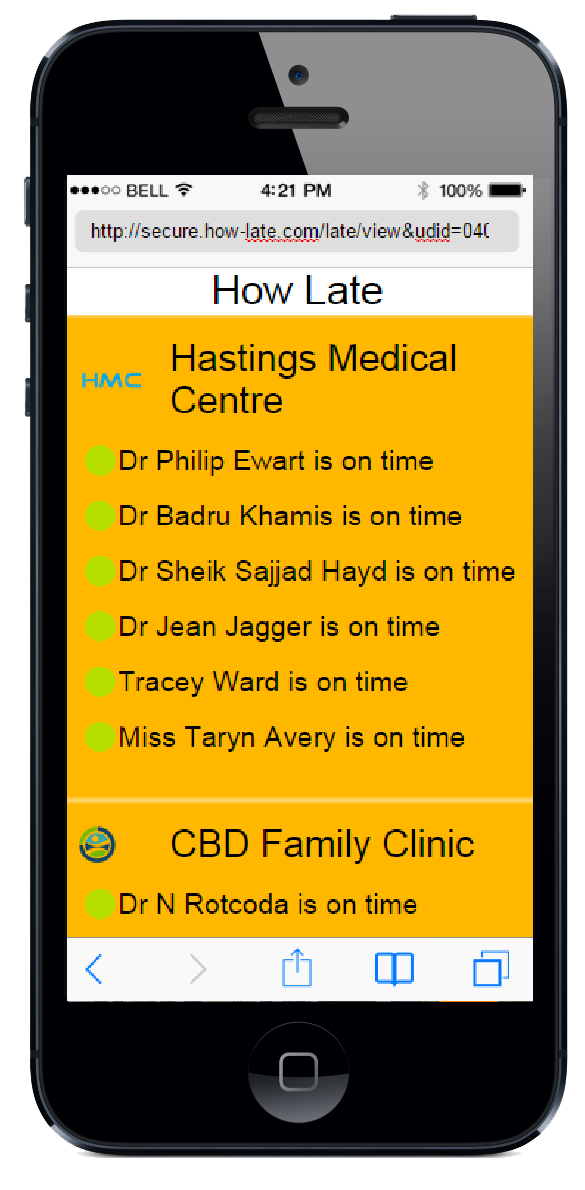 BELL 4:21 PM 100%
http://secure.how-late.com/late/view&udid=040
How Late
HMC
Hastings Medical
Centre
Dr Philip Ewart is on time
Dr Badru Khamis is on time
Dr Sheik Sajjad Hayd is on time
Dr Jean Jagger is on time
Tracey Ward is on time
Miss Taryn Avery is on time
CBD Family Clinic
Dr N Rotcoda is on time